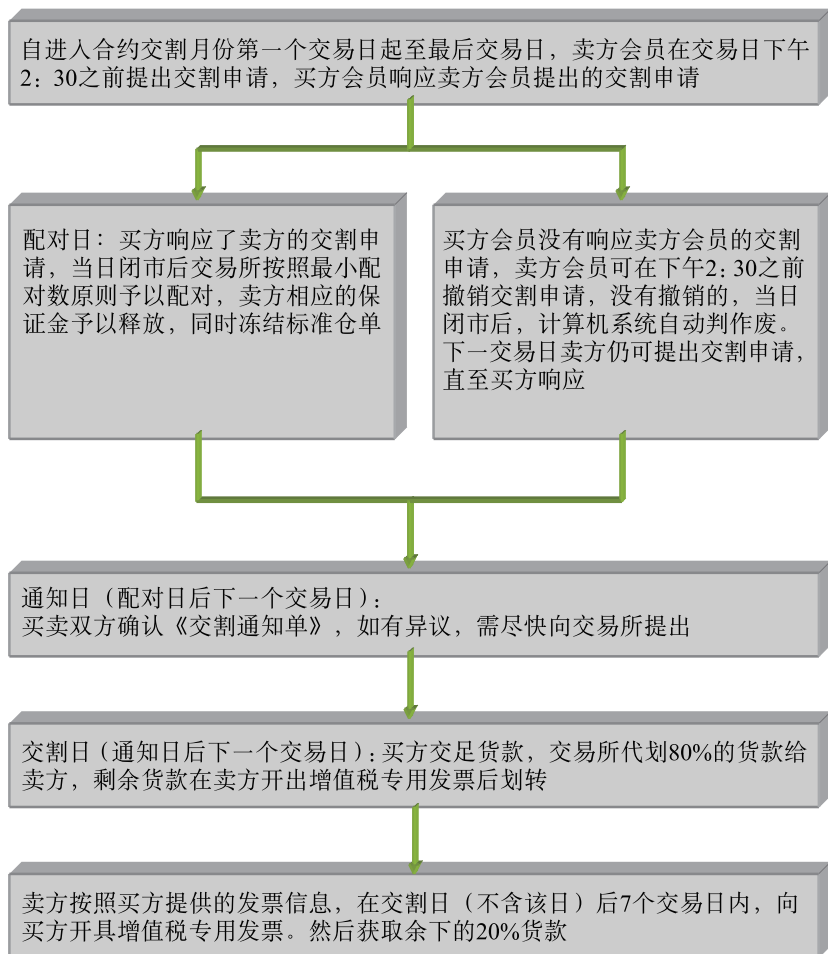 自进入合约交割月份第一个交易日起至最后交易日，卖方会员在交易日下午
2：30之前提出交割申请，买方会员响应卖方会员提出的交割申请
配对日：买方响应了卖方的交割申
请，当日闭市后交易所按照最小配
对数原则予以配对，卖方相应的保
证金予以释放，同时冻结标准仓单
买方会员没有响应卖方会员的交割
申请，卖方会员可在下午2：30之前
撤销交割申请，没有撤销的，当日
闭市后，计算机系统自动判作废。
下一交易日卖方仍可提出交割申请，
直至买方响应
通知日（配对日后下一个交易日）：
买卖双方确认《交割通知单》，如有异议，需尽快向交易所提出
交割日（通知日后下一个交易日）：买方交足货款，交易所代划80%的货款给
卖方，剩余货款在卖方开出增值税专用发票后划转
卖方按照买方提供的发票信息，在交割日（不含该日）后7个交易日内，向
买方开具增值税专用发票。然后获取余下的20%货款